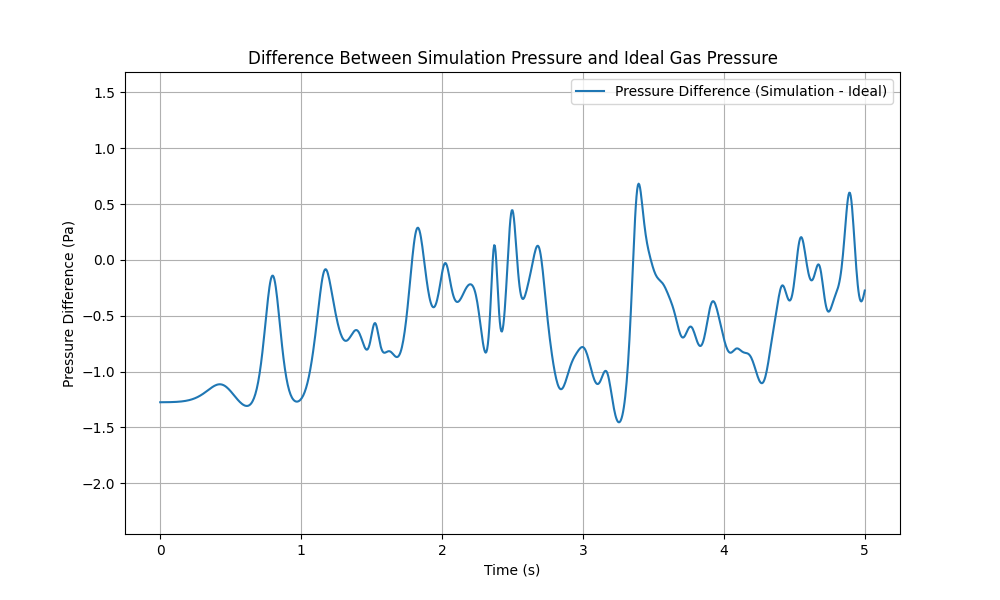 Difference Between Simulation Pressure and Ideal Gas Pressure
Pressure Difference (Simulation - Ideal)
Pressure Difference (Pa)
1.5
1.0
0.5
0.0
−0.5
−1.0
−1.5
−2.0
0 1 2 3 4 5
Time (s)